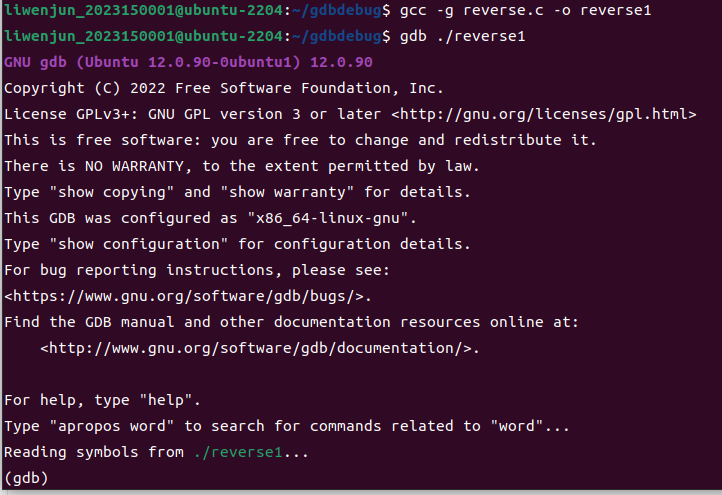 liwenjun_2023150001@ubuntu-2204:~/gdbdebug$ gcc -g reverse.c -o reverse1
liwenjun_2023150001@ubuntu-2204:~/gdbdebug$ gdb ./reverse1
GNU gdb (Ubuntu 12.0.90-0ubuntu1) 12.0.90
Copyright (C) 2022 Free Software Foundation, Inc.
License GPLv3+: GNU GPL version 3 or later <http://gnu.org/licenses/gpl.html>
This is free software: you are free to change and redistribute it.
There is NO WARRANTY, to the extent permitted by law.
Type "show copying" and "show warranty" for details.
This GDB was configured as "x86_64-linux-gnu".
Type "show configuration" for configuration details.
For bug reporting instructions, please see:
<https://www.gnu.org/software/gdb/bugs/>.
Find the GDB manual and other documentation resources online at:
    <http://www.gnu.org/software/gdb/documentation/>.

For help, type "help".
Type "apropos word" to search for commands related to "word"...
Reading symbols from ./reverse1...
(gdb)